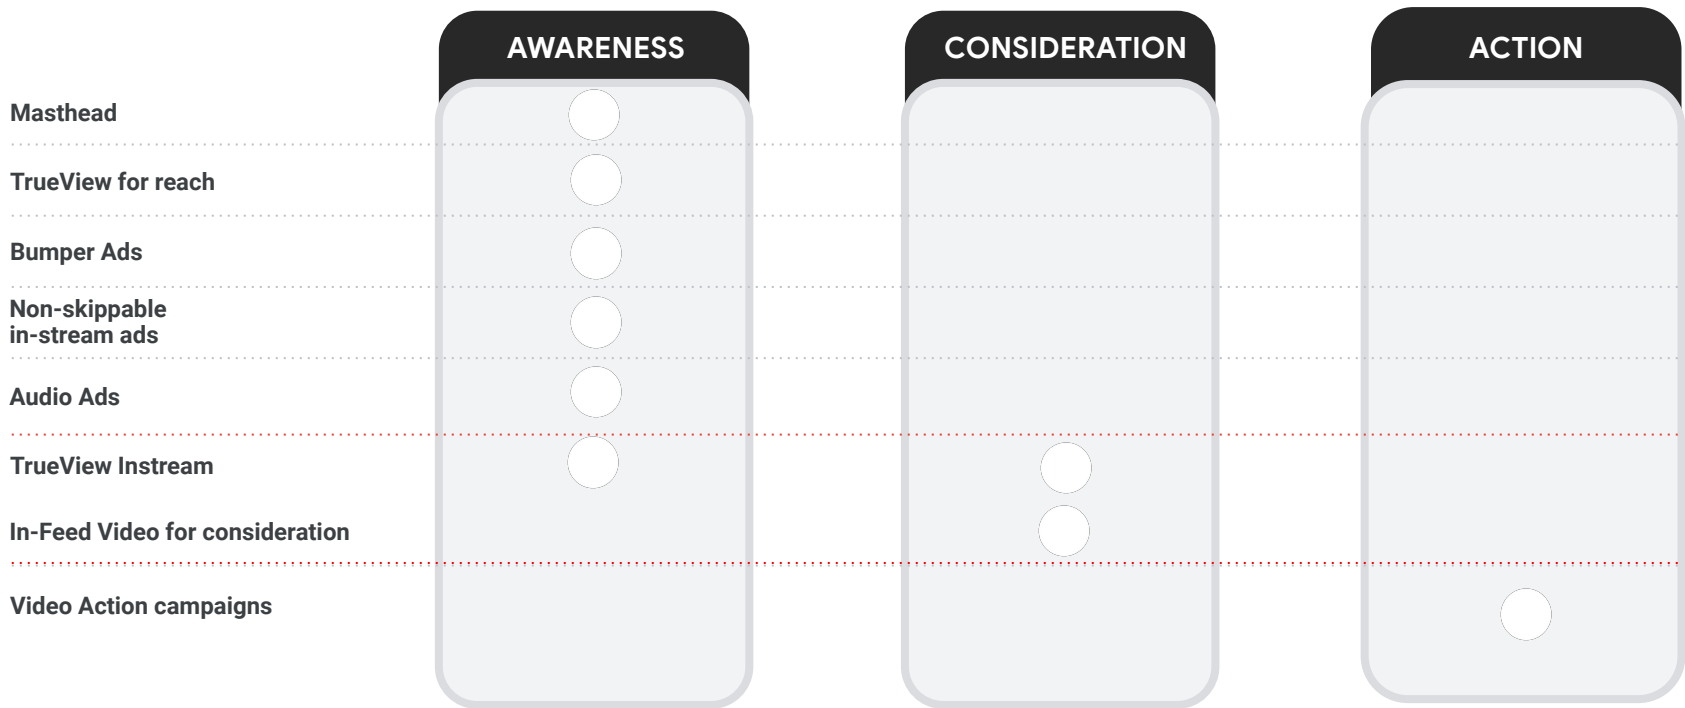 AWARENESS
CONSIDERATION
ACTION
Masthead
TrueView for reach
Bumper Ads
Non-skippable
in-stream ads
Audio Ads
TrueView Instream
In-Feed Video for consideration
Video Action campaigns